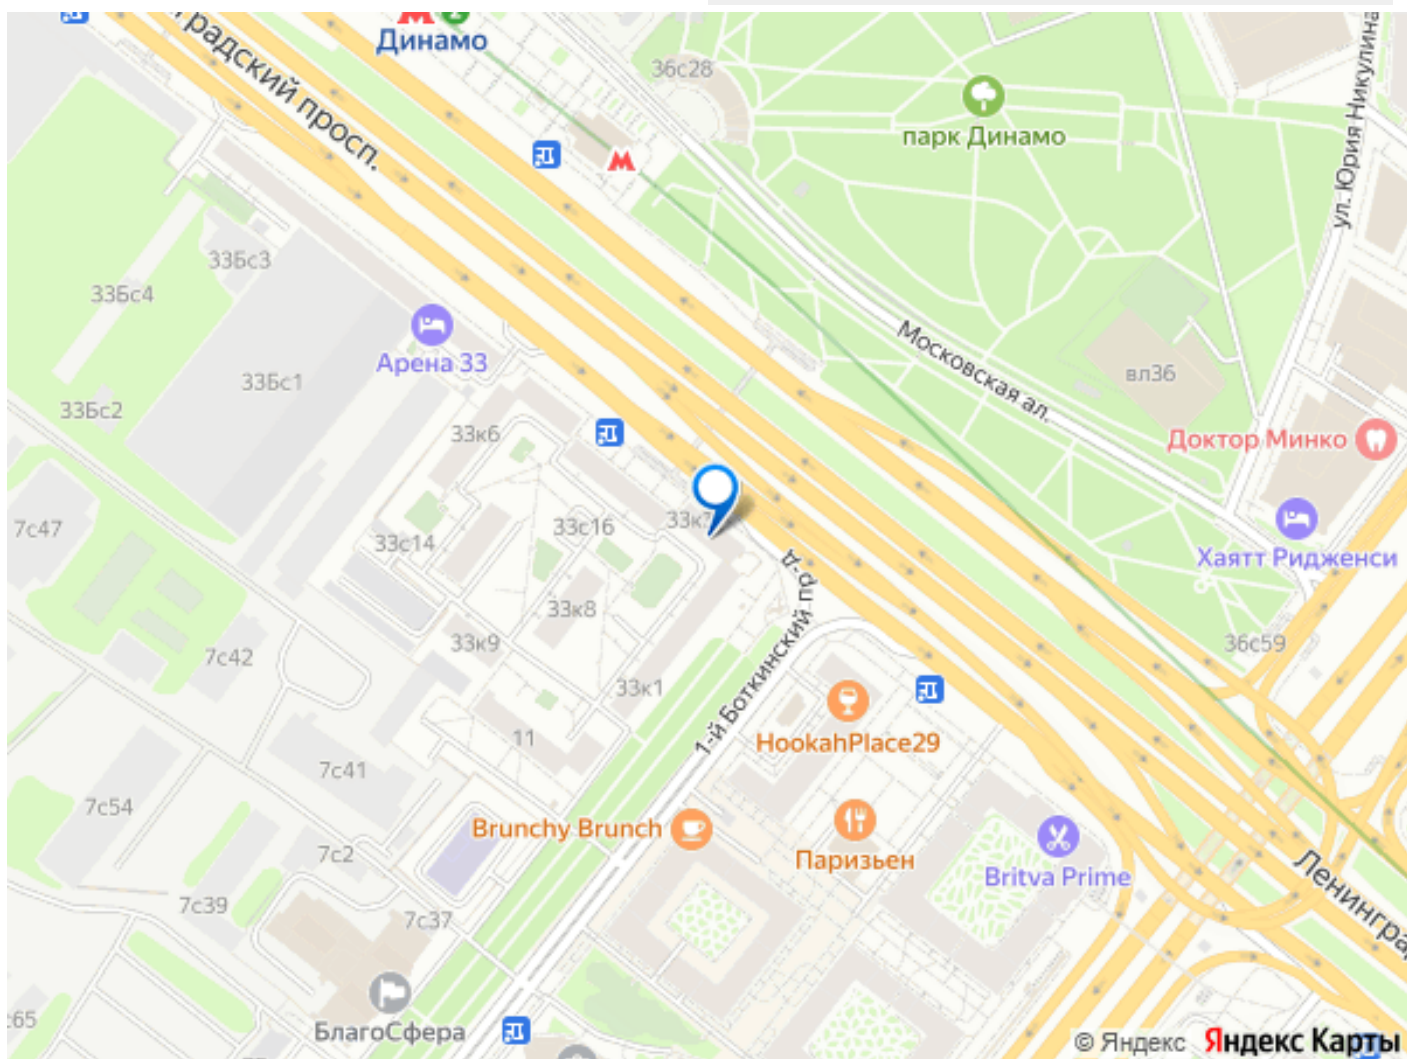 Динамо
градский просп.
36с28
парк Динамо
ул. Юрия Никулина
33Бс3
33Бс4
Арена 33
33Бс1
33Бс2
Московская ал.
вл36
Доктор Минко
33к6
7с47
33с14
33с16
33к
Хаятт Ридженси
1-й Боткинский пр-д
33к8
33к9
7с42
36с59
33к1
11
HookahPlace29
7с41
7с54
Brunchy Brunch
Паризьен
Britva Prime
7с2
Ленингра
7с39
7с37
БлагоСфера
с65
© Яндекс Яндекс Карты